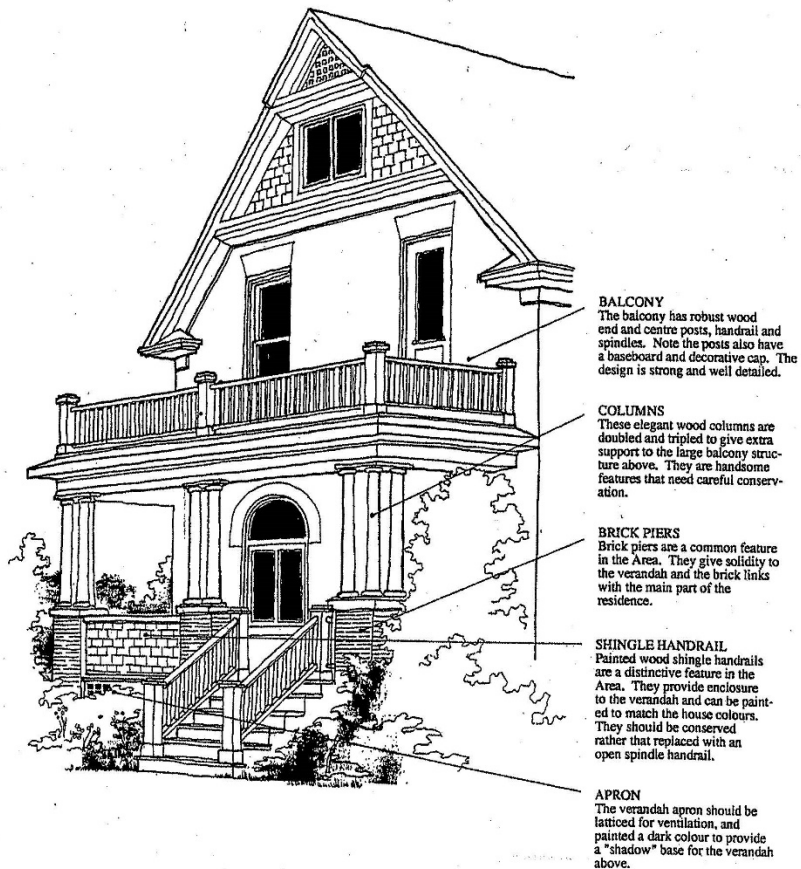 BALCONY
The balcony has robust wood
end and centre posts, handrail and
spindles. Note the posts also have
a baseboard and decorative cap. The
design is strong and well detailed.
COLUMNS
These elegant wood columns are
doubled and tripled to give extra
support to the large balcony struc-
ture above. They are handsome
features that need careful conserv-
ation.
BRICK PIERS
Brick piers are a common feature
in the Area. They give solidity to
the verandah and the brick links
with the main part of the
residence.
SHINGLE HANDRAIL
Painted wood shingle handrails
are a distinctive feature in the
Area. They provide enclosure
to the verandah and can be paint-
ed to match the house colours.
They should be conserved
rather that replaced with an
open spindle handrail.
APRON
The verandah apron should be
latticed for ventilation, and
painted a dark colour to provide
a "shadow" base for the verandah
above.